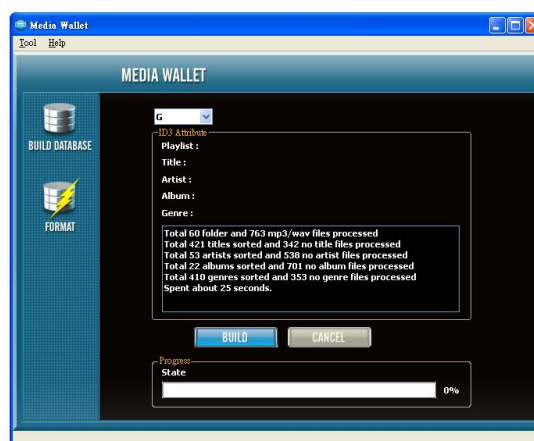 Media Wallet
Tool Help
MEDIA WALLET
BUILD DATABASE
FORMAT
G
ID3 Attribute
Playlist :
Title :
Artist :
Album :
Genre :
Total 60 folder and 763 mp3/wav files processed
Total 421 titles sorted and 342 no title files processed
Total 53 artists sorted and 538 no artist files processed
Total 22 albums sorted and 701 no album files processed
Total 410 genres sorted and 353 no genre files processed
Spent about 25 seconds.
BUILD CANCEL
Progress
State
0%